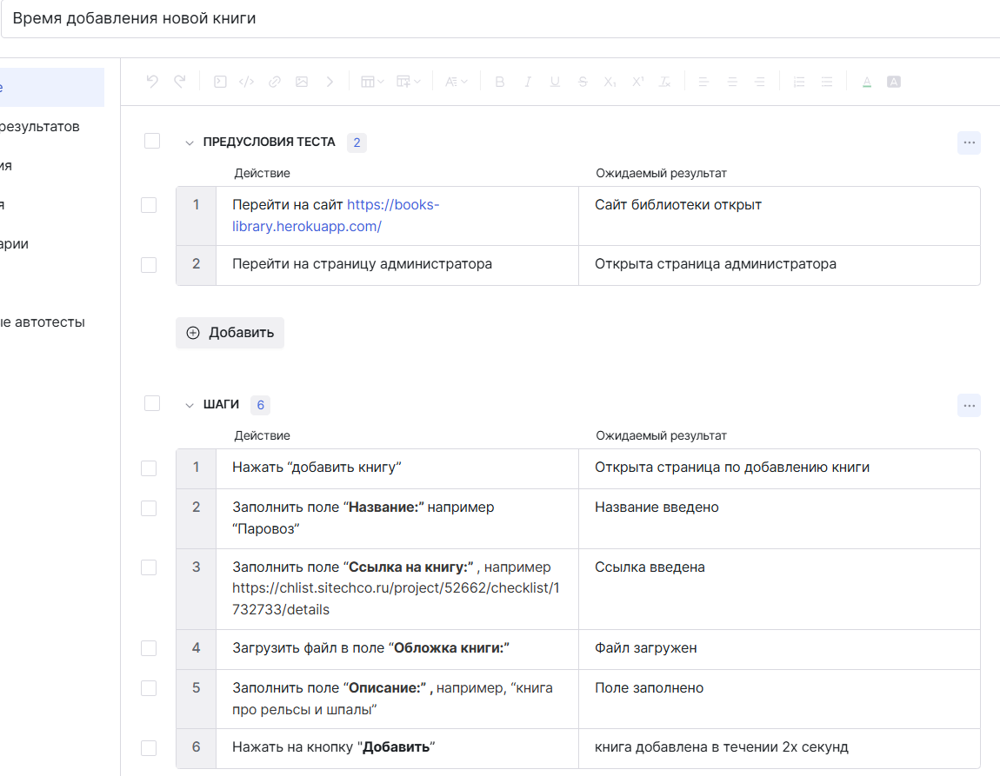 Время добавления новой книги
е
результатов
ия
я
арии
ые автотесты
ПРЕДУСЛОВИЯ ТЕСТА 2
Действие Ожидаемый результат
1 Перейти на сайт https://books-
library.herokuapp.com/
Сайт библиотеки открыт
2 Перейти на страницу администратора Открыта страница администратора
Добавить
ШАГИ 6
Действие Ожидаемый результат
1 Нажать “добавить книгу” Открыта страница по добавлению книги
2 Заполнить поле “Название:” например
“Паровоз”
Название введено
3 Заполнить поле “Ссылка на книгу:” , например
https://chlist.sitechco.ru/project/52662/checklist/1
732733/details
Ссылка введена
4 Загрузить файл в поле “Обложка книги:” Файл загружен
5 Заполнить поле “Описание:” , например, “книга
про рельсы и шпалы”
Поле заполнено
6 Нажать на кнопку "Добавить” книга добавлена в течении 2х секунд